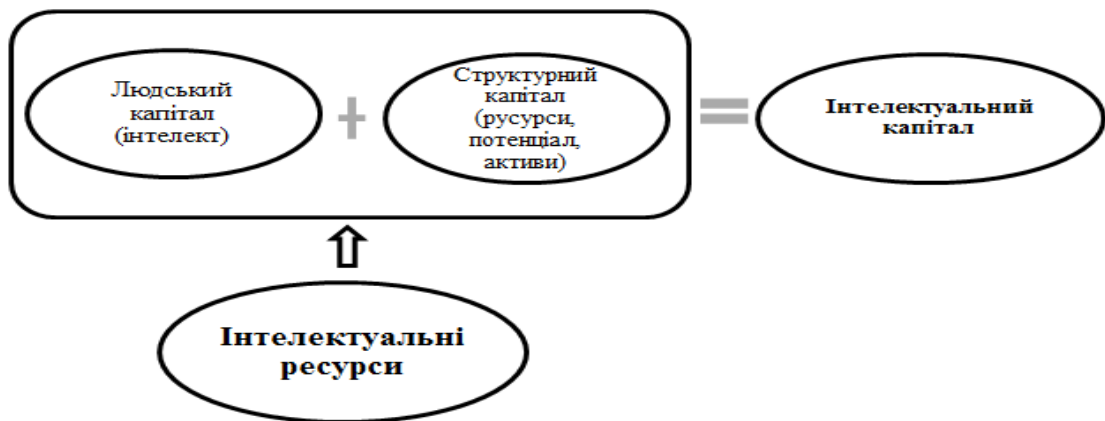 Людський
капітал
(інтелект)
+
Структурний
капітал
(русурси,
потенціал,
активи)
=
Інтелектуальний
капітал
Інтелектуальні
ресурси